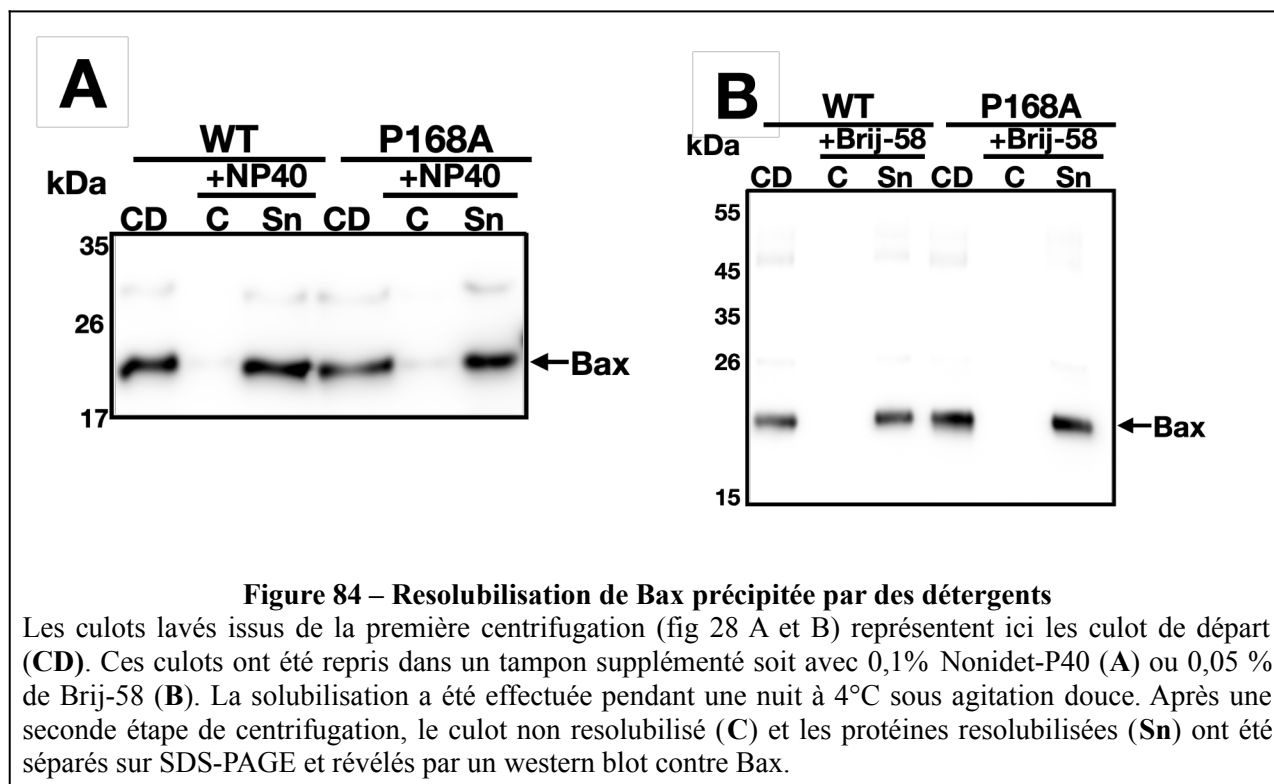 A
WT
P168A
+NP40
+NP40
kDa
CD
C
Sn
CD
C
Sn
35
26
17
Bax
B
WT
P168A
+Brij-58
+Brij-58
kDa
CD
C
Sn
CD
C
Sn
55
45
35
26
15
Bax
Figure 84 – Resolubilisation de Bax précipitée par des détergents
Les culots lavés issus de la première centrifugation (fig 28 A et B) représentent ici les culot de départ
(CD). Ces culots ont été repris dans un tampon supplémenté soit avec 0,1% Nonidet-P40 (A) ou 0,05 %
de Brij-58 (B). La solubilisation a été effectuée pendant une nuit à 4°C sous agitation douce. Après une
seconde étape de centrifugation, le culot non resolubilisé (C) et les protéines resolubilisées (Sn) ont été
séparés sur SDS-PAGE et révélés par un western blot contre Bax.